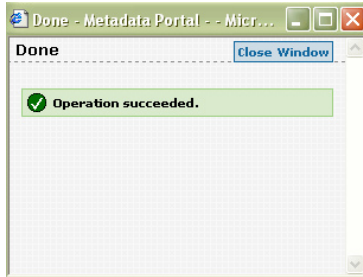 Done - Metadata Portal - - Micr...
Done
Close Window
Operation succeeded.